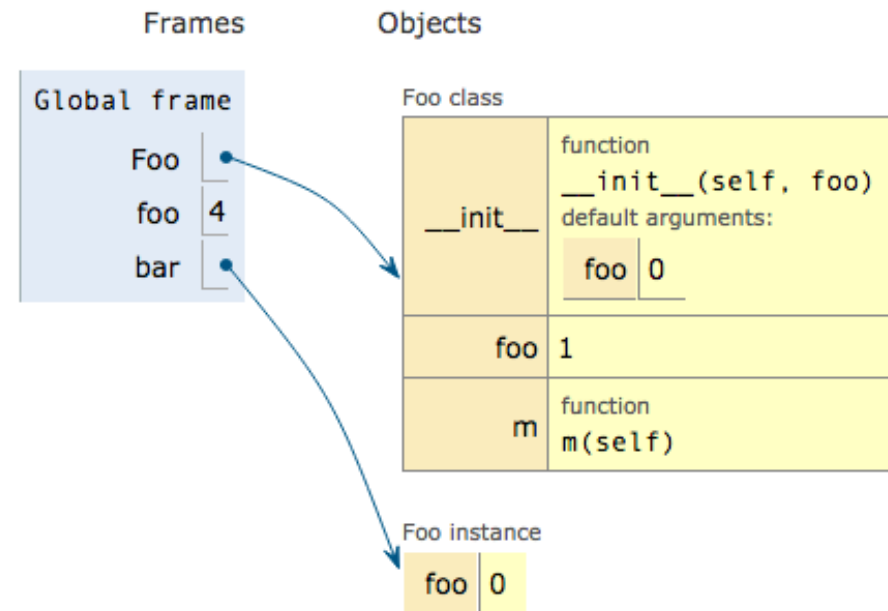 Frames
Objects
Global frame
Foo
foo 4
bar
Foo class
__init__
function
__init__(self, foo)
default arguments:
foo 0
foo 1
m
function
m(self)
Foo instance
foo 0